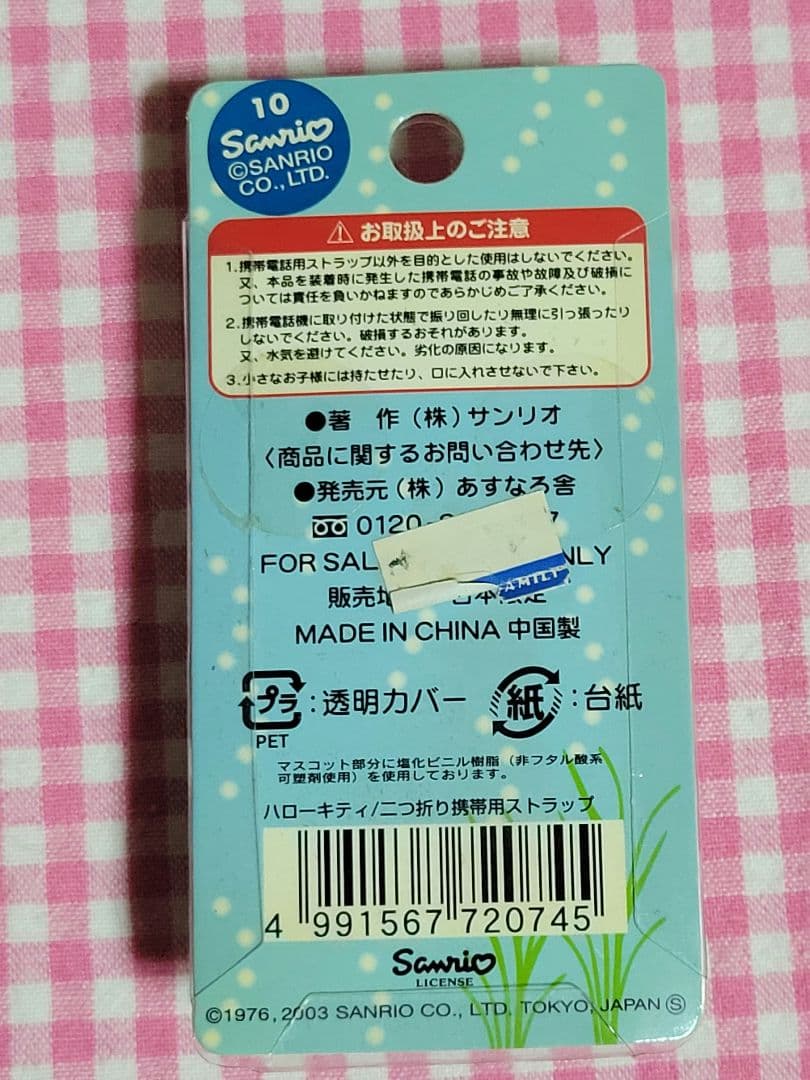 10
Sanrio
©SANRIO
CO., LTD.
⚠ お取扱上のご注意
1.携帯電話用ストラップ以外を目的とした使用はしないでください。
又、本品を装着時に発生した携帯電話の事故や故障及び破損に
ついては責任を負いかねますのであらかじめご了承ください。
2.携帯電話機に取り付けた状態で振り回したり無理に引っ張ったり
しないでください。破損するおそれがあります。
又、水気を避けてください。劣化の原因になります。
3.小さなお子様には持たせたり、口に入れさせないで下さい。
●著 作(株)サンリオ
〈商品に関するお問い合わせ先〉
●発売元(株)あすなろ舎
0120-
FOR
AMILY
MADE IN CHINA 中国製
プラ:透明カバー 紙:台紙
PET
マスコット部分に塩化ビニル樹脂(非フタル酸系
可塑剤使用)を使用しております。
ハローキティ/二つ折り携帯用ストラップ
4 991567 720745
Sanrio
LICENSE
©1976, 2003 SANRIO CO., LTD. TOKYO, JAPAN Ⓢ